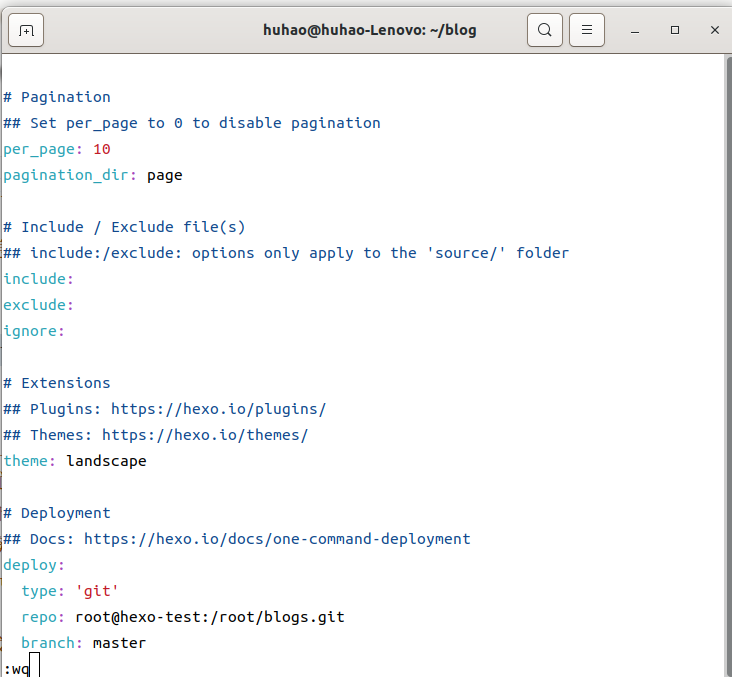 huhao@huhao-Lenovo: ~/blog
# Pagination
## Set per_page to 0 to disable pagination
per_page: 10
pagination_dir: page
# Include / Exclude file(s)
## include:/exclude: options only apply to the 'source/' folder
include:
exclude:
ignore:
# Extensions
## Plugins: https://hexo.io/plugins/
## Themes: https://hexo.io/themes/
theme: landscape
# Deployment
## Docs: https://hexo.io/docs/one-command-deployment
deploy:
  type: 'git'
  repo: root@hexo-test:/root/blogs.git
  branch: master
:wq